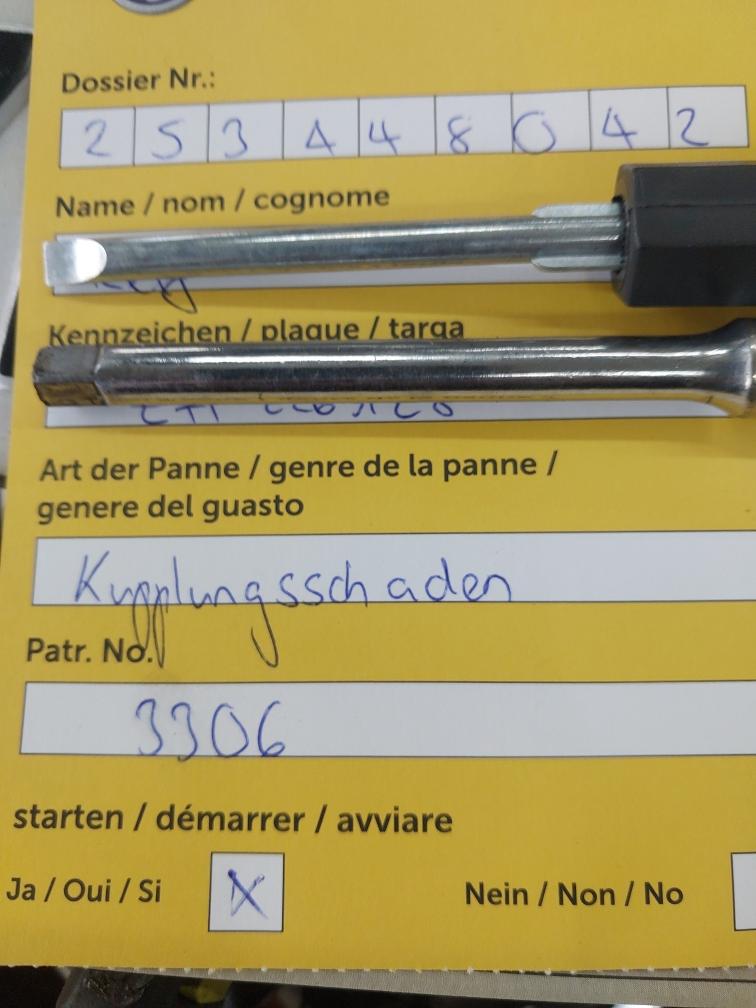 Dossier Nr.:
2 5 3 4 4 8 0 4 2
Name / nom / cognome
Kennzeichen / plaque / targa
Art der Panne / genre de la panne /
genere del guasto
Kupplungsschaden
Patr. No.
3306
starten / démarrer / avviare
Ja / Oui / Si X Nein / Non / No